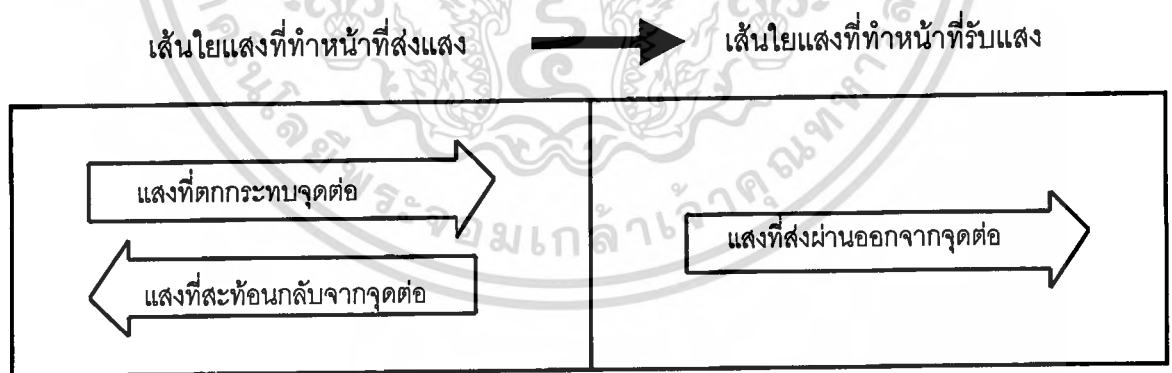 เส้นใยแสงที่ทำหน้าที่ส่งแสง
เส้นใยแสงที่ทำหน้าที่รับแสง
แสงที่ตกกระทบจุดต่อ
แสงที่ส่งผ่านออกจากจุดต่อ
แสงที่สะท้อนกลับจากจุดต่อ